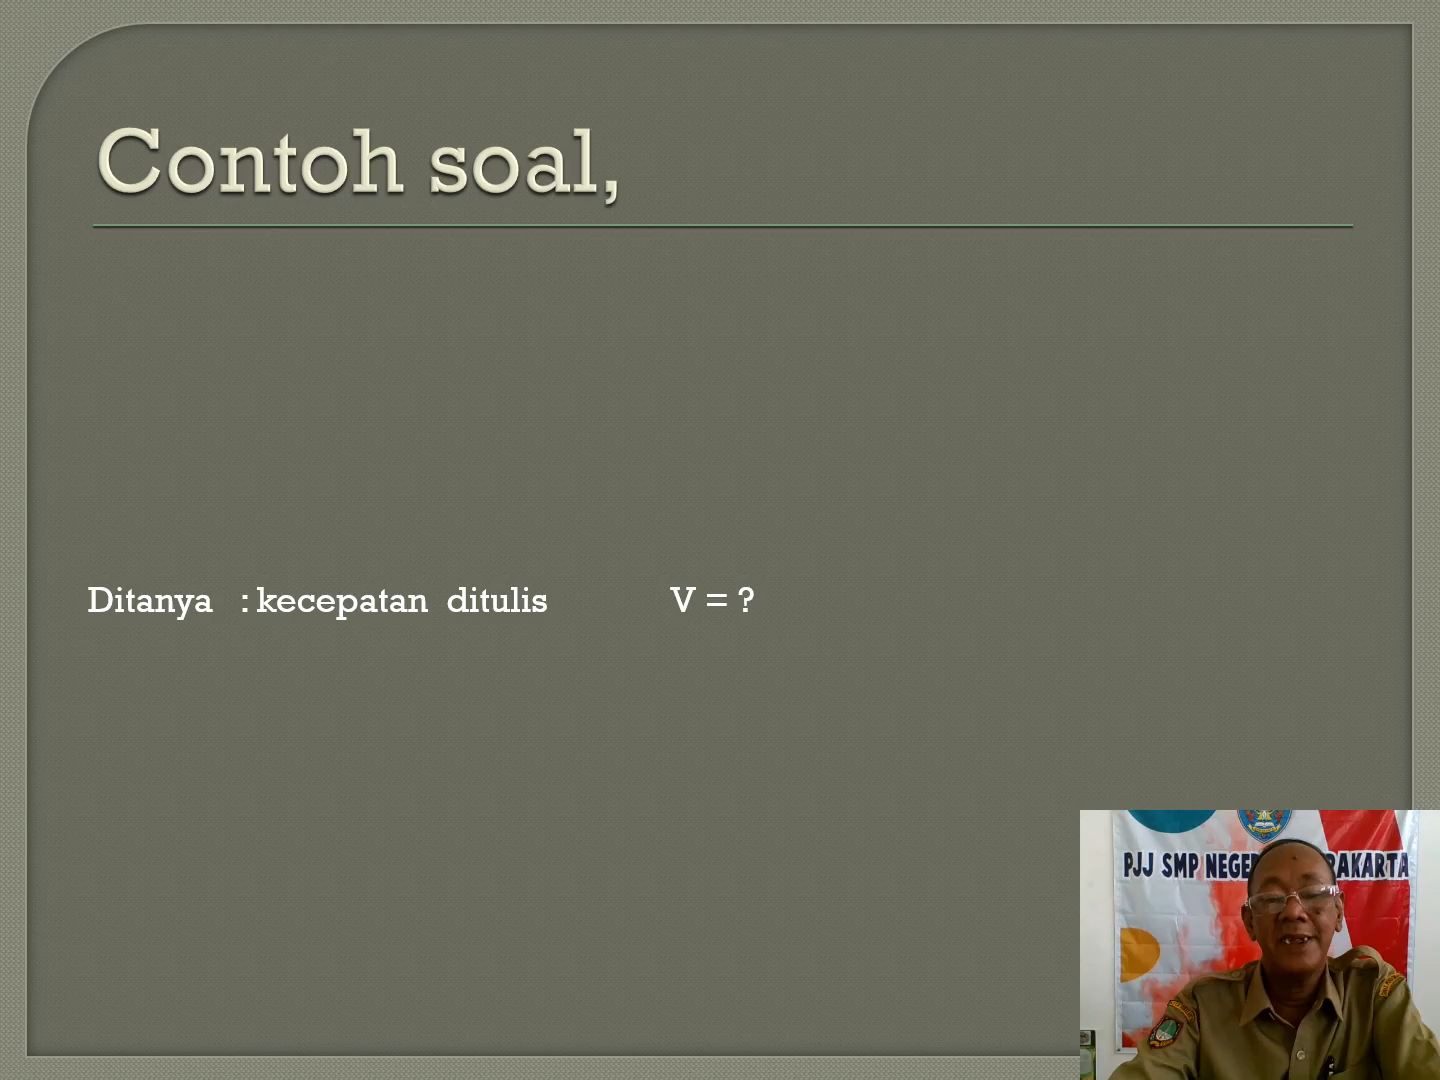 Contoh soal,
Ditanya : kecepatan ditulis V = ?
PJJ SMP NEGE RAKARTA